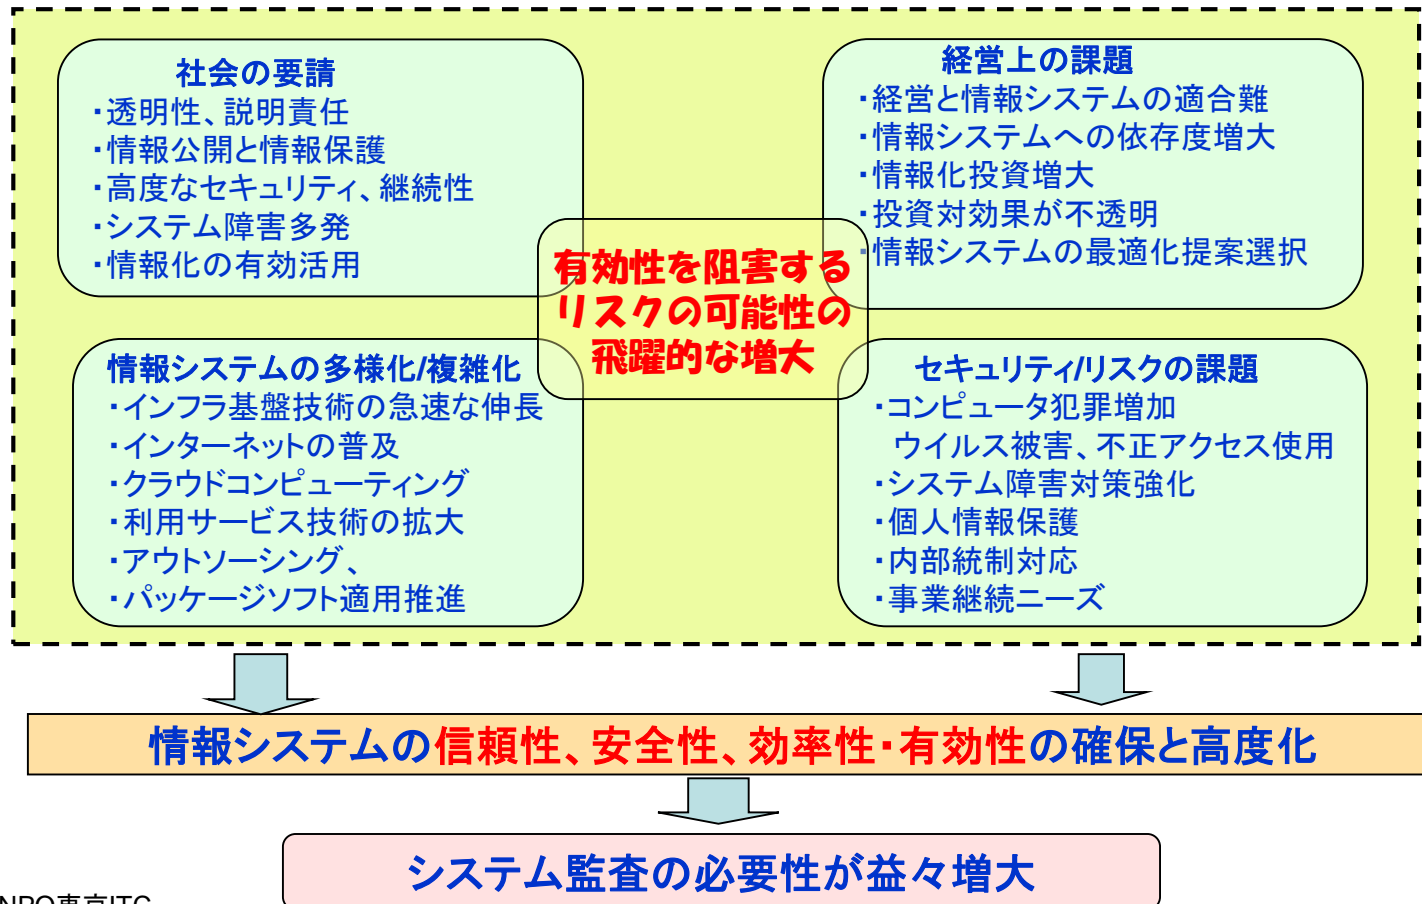 社会の要請
・透明性、説明責任
・情報公開と情報保護
・高度なセキュリティ、継続性
・システム障害多発
・情報化の有効活用
経営上の課題
・経営と情報システムの適合難
・情報システムへの依存度増大
・情報化投資増大
・投資対効果が不透明
・情報システムの最適化提案選択
有効性を阻害する
リスクの可能性の
飛躍的な増大
情報システムの多様化/複雑化
・インフラ基盤技術の急速な伸長
・インターネットの普及
・クラウドコンピューティング
・利用サービス技術の拡大
・アウトソーシング、
・パッケージソフト適用推進
セキュリティ/リスクの課題
・コンピュータ犯罪増加
ウイルス被害、不正アクセス使用
・システム障害対策強化
・個人情報保護
・内部統制対応
・事業継続ニーズ
情報システムの信頼性、安全性、効率性・有効性の確保と高度化
システム監査の必要性が益々増大
NPO東京ITC